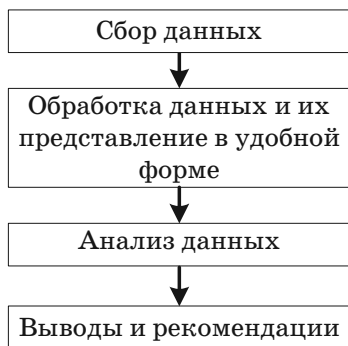 Сбор данных
Обработка данных и их
представление в удобной
форме
Анализ данных
Выводы и рекомендации